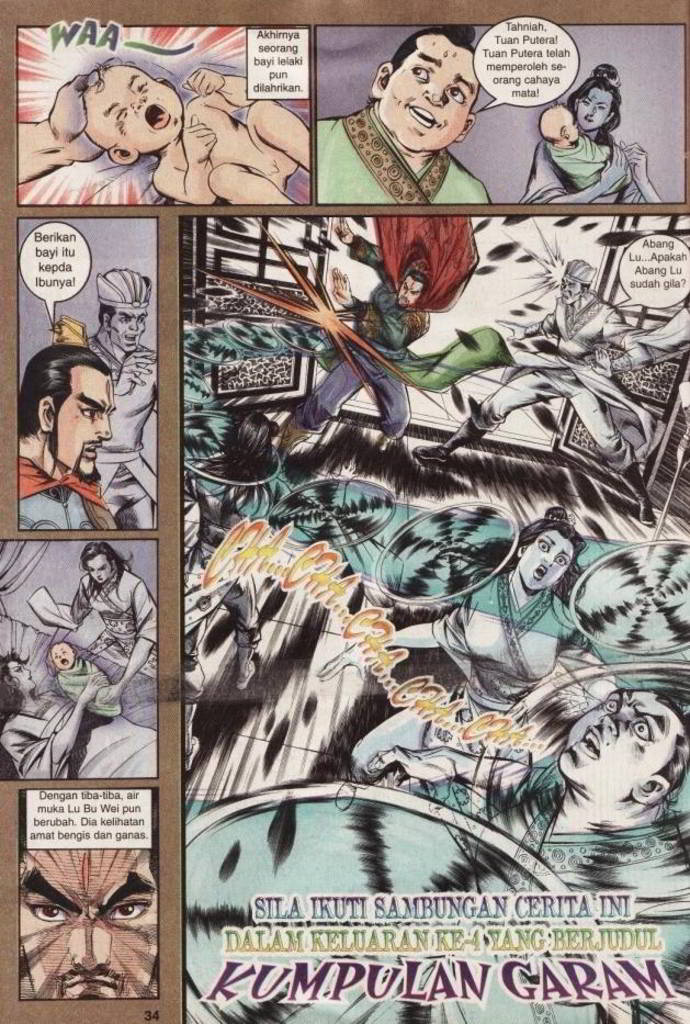 WAA
Akhirnya
seorang
bayi lelaki
pun
dilahrikan.
Tahniah,
Tuan Putera!
Tuan Putera telah
memperoleh se-
orang cahaya
mata!
Berikan
bayi itu
kepda
Ibunya!
Abang
Lu...Apakah
Abang Lu
sudah gila?
CHA...CHA...CHA...CHA...CHA...
Dengan tiba-tiba, air
muka Lu Bu Wei pun
berubah. Dia kelihatan
amat bengis dan ganas.
SILA IKUTI SAMBUNGAN CERITA INI
DALAM KELUARAN KE-4 YANG BERJUDUL
KUMPULAN GARAM
34